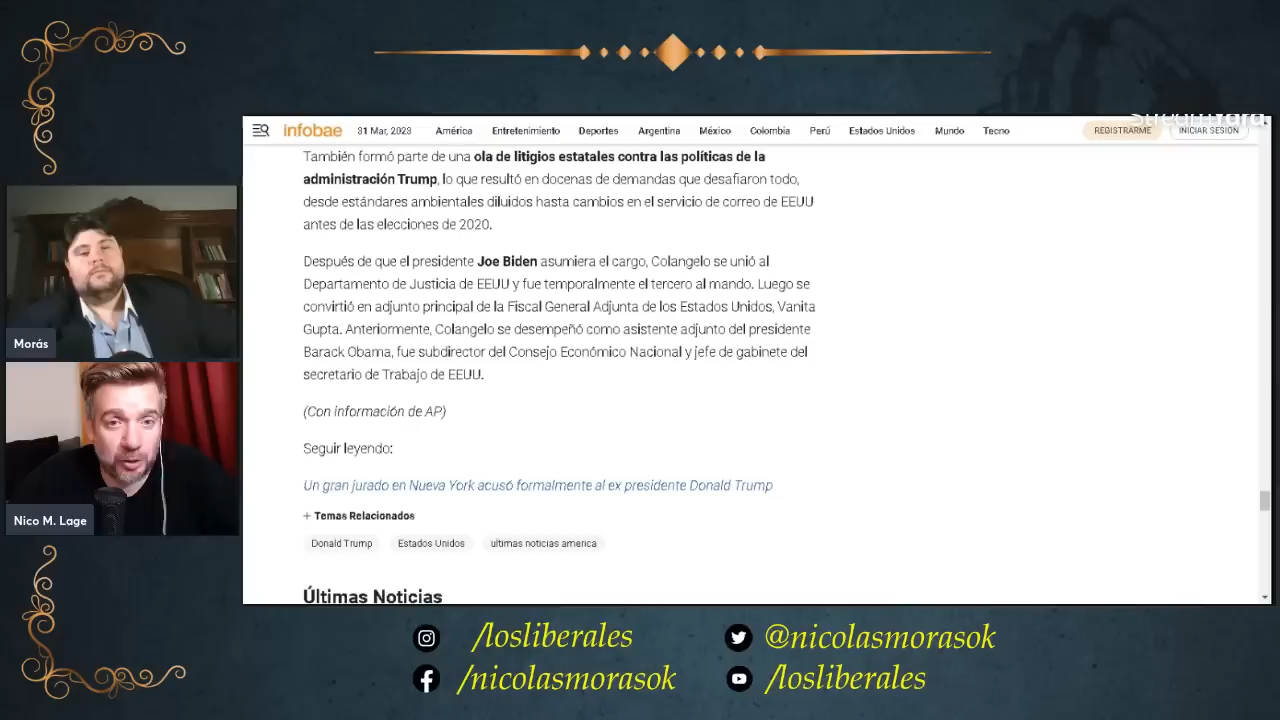 StreamYard
infobae 31 Mar, 2023 América Entretenimiento Deportes Argentina México Colombia Perú Estados Unidos Mundo Tecno REGISTRARME INICIAR SESIÓN
También formó parte de una ola de litigios estatales contra las políticas de la
administración Trump, lo que resultó en docenas de demandas que desafiaron todo,
desde estándares ambientales diluidos hasta cambios en el servicio de correo de EEUU
antes de las elecciones de 2020.
Después de que el presidente Joe Biden asumiera el cargo, Colangelo se unió al
Departamento de Justicia de EEUU y fue temporalmente el tercero al mando. Luego se
convirtió en adjunto principal de la Fiscal General Adjunta de los Estados Unidos, Vanita
Gupta. Anteriormente, Colangelo se desempeñó como asistente adjunto del presidente
Barack Obama, fue subdirector del Consejo Económico Nacional y jefe de gabinete del
secretario de Trabajo de EEUU.
(Con información de AP)
Seguir leyendo:
Un gran jurado en Nueva York acusó formalmente al ex presidente Donald Trump
+ Temas Relacionados
Donald Trump Estados Unidos ultimas noticias america
Últimas Noticias
Morás
Nico M. Lage
/losliberales @nicolasmorasok
/nicolasmorasok /losliberales